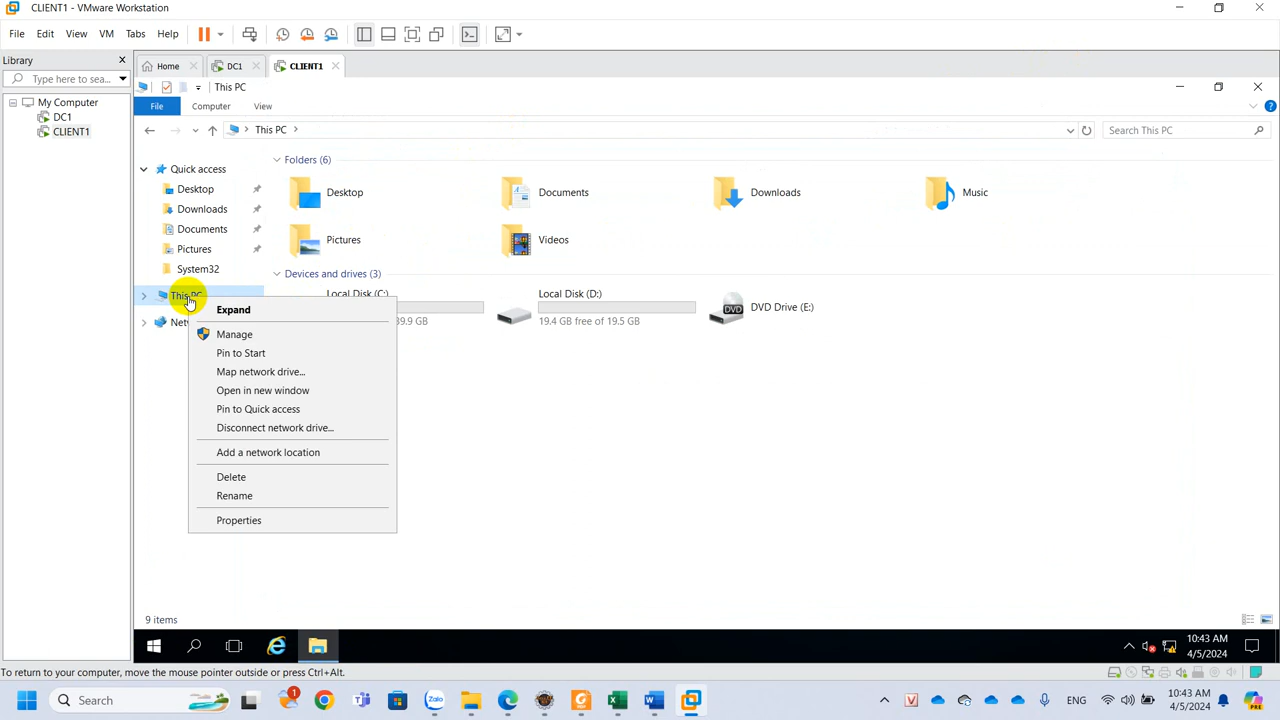 CLIENT1 - VMware Workstation
File Edit View VM Tabs Help
Library
Type here to sea...
My Computer
DC1
CLIENT1
Home
DC1
CLIENT1
This PC
File Computer View
This PC
Search This PC
Quick access
Desktop
Downloads
Documents
Pictures
System32
This PC
Folders (6)
Desktop
Documents
Downloads
Music
Pictures
Videos
Devices and drives (3)
Local Disk (C:)
Local Disk (D:)
19.4 GB free of 19.5 GB
DVD Drive (E:)
Expand
Manage
Pin to Start
Map network drive...
Open in new window
Pin to Quick access
Disconnect network drive...
Add a network location
Delete
Rename
Properties
9 items
10:43 AM
4/5/2024
To return to your computer, move the mouse pointer outside or press Ctrl+Alt.
Search
ENG
10:43 AM
4/5/2024